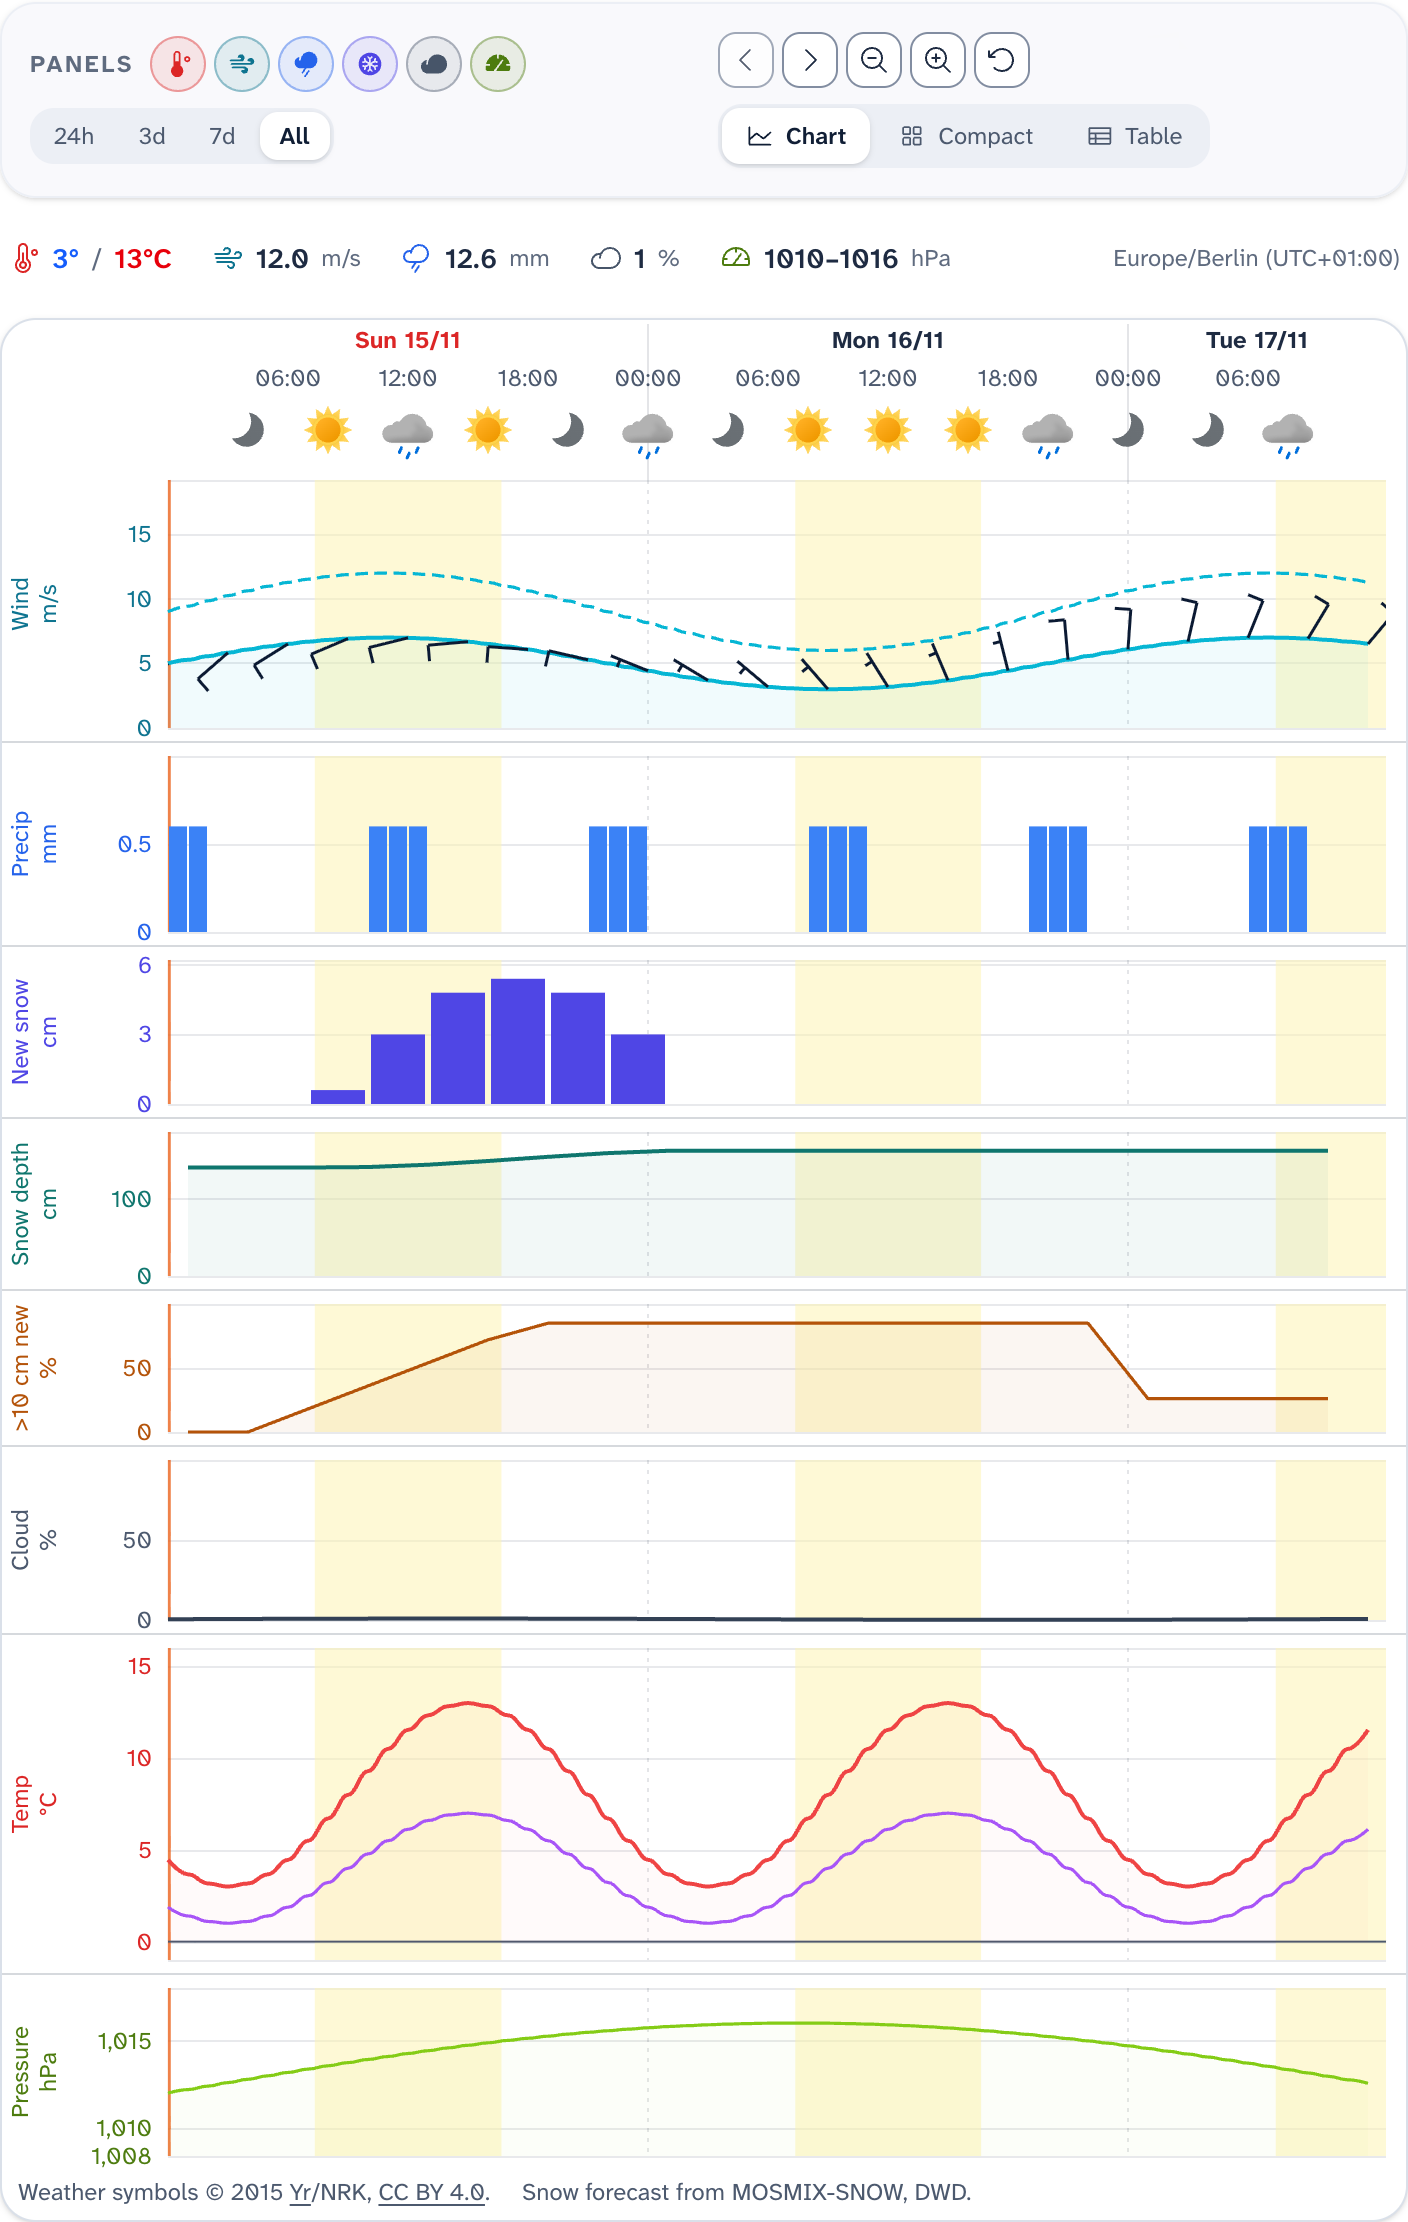 PANELS
24h 3d 7d All
Chart Compact Table
3° / 13°C 12.0 m/s 12.6 mm 1 % 1010–1016 hPa Europe/Berlin (UTC+01:00)
Sun 15/11 Mon 16/11 Tue 17/11
06:00 12:00 18:00 00:00 06:00 12:00 18:00 00:00 06:00
Wind
m/s
15
10
5
0
Precip
mm
0.5
0
New snow
cm
6
3
0
Snow depth
cm
100
0
>10 cm new
%
50
0
Cloud
%
50
0
Temp
°C
15
10
5
0
Pressure
hPa
1,015
1,010
1,008
Weather symbols © 2015 Yr/NRK, CC BY 4.0. Snow forecast from MOSMIX-SNOW, DWD.